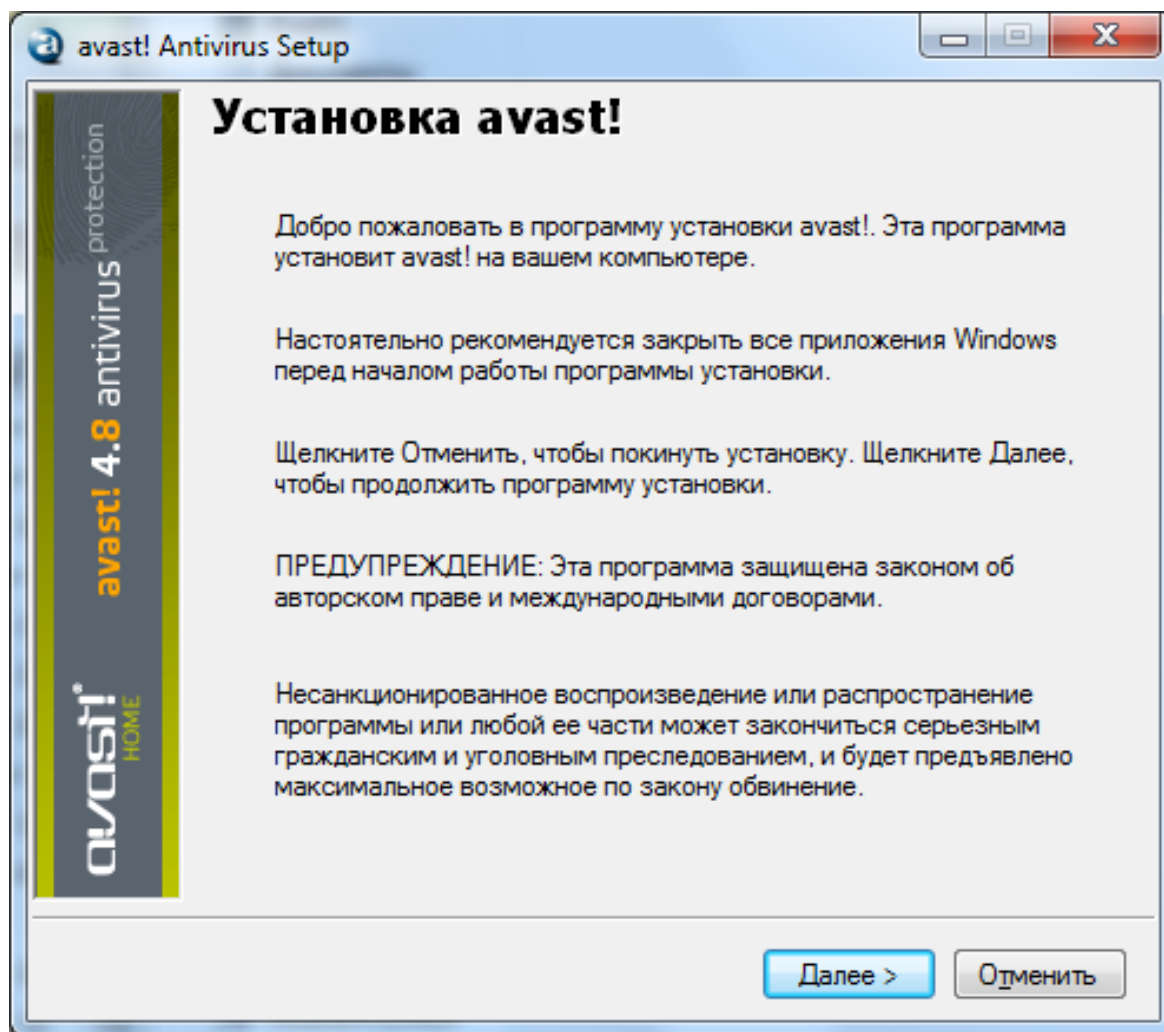 avast! Antivirus Setup
avast! HOME avast! 4.8 antivirus protection
Установка avast!
Добро пожаловать в программу установки avast!. Эта программа
установит avast! на вашем компьютере.
Настоятельно рекомендуется закрыть все приложения Windows
перед началом работы программы установки.
Щелкните Отменить, чтобы покинуть установку. Щелкните Далее,
чтобы продолжить программу установки.
ПРЕДУПРЕЖДЕНИЕ: Эта программа защищена законом об
авторском праве и международными договорами.
Несанкционированное воспроизведение или распространение
программы или любой ее части может закончиться серьезным
гражданским и уголовным преследованием, и будет предъявлено
максимальное возможное по закону обвинение.
Далее >
Отменить